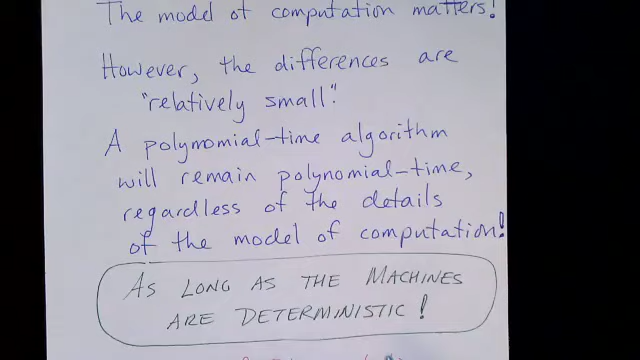 The model of computation matters!
However, the differences are
"relatively small".
A polynomial-time algorithm
will remain polynomial-time,
regardless of the details
of the model of computation!
AS LONG AS THE MACHINES
ARE DETERMINISTIC!